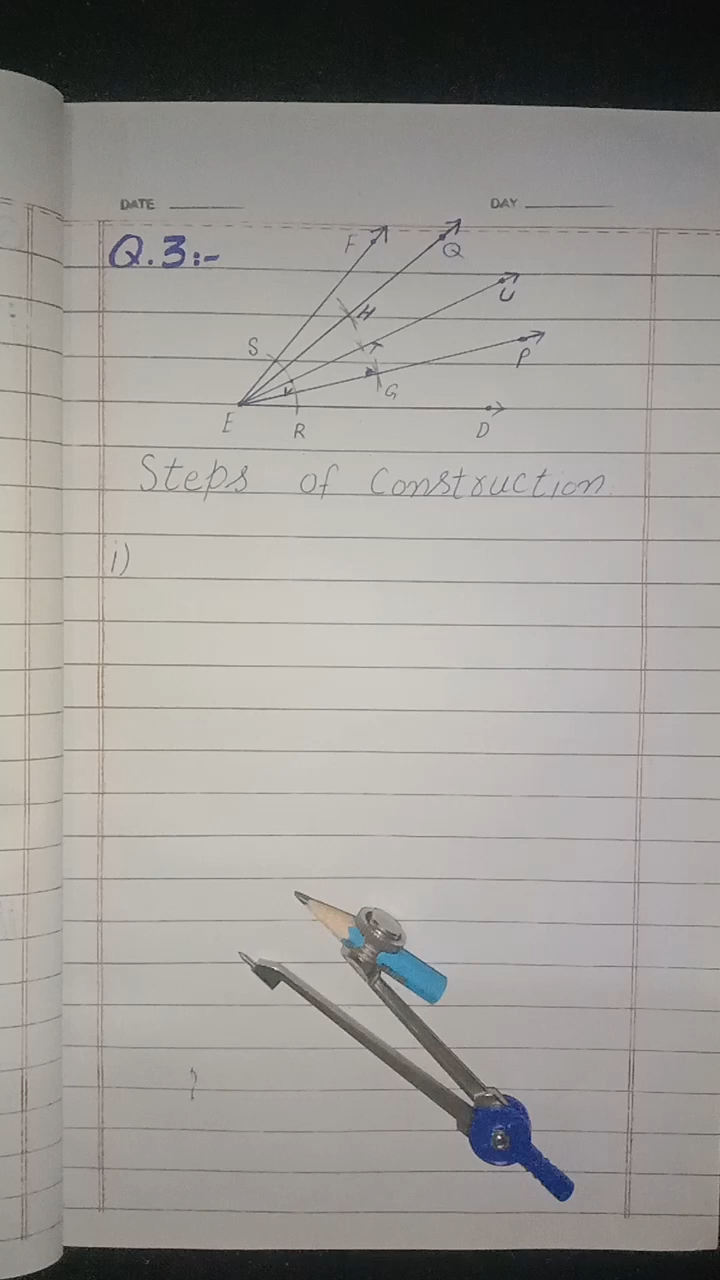 DATE DAY
Q.3:-
F Q
U
H
S T
P
V G
E R D
Steps of Construction
i)